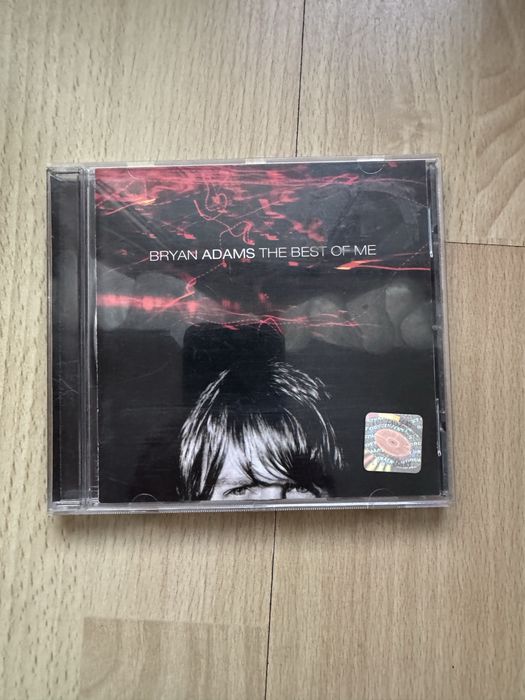 BRYAN ADAMS THE BEST OF ME